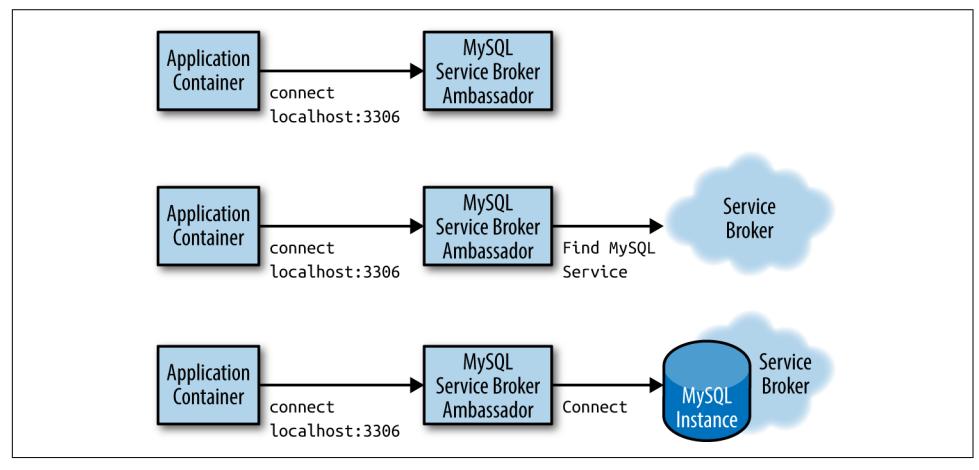 Application
Container
connect
localhost:3306
MySQL
Service Broker
Ambassador
Application
Container
connect
localhost:3306
MySQL
Service Broker
Ambassador
Find MySQL
Service
Service
Broker
Application
Container
connect
localhost:3306
MySQL
Service Broker
Ambassador
Connect
MySQL
Instance
Service
Broker